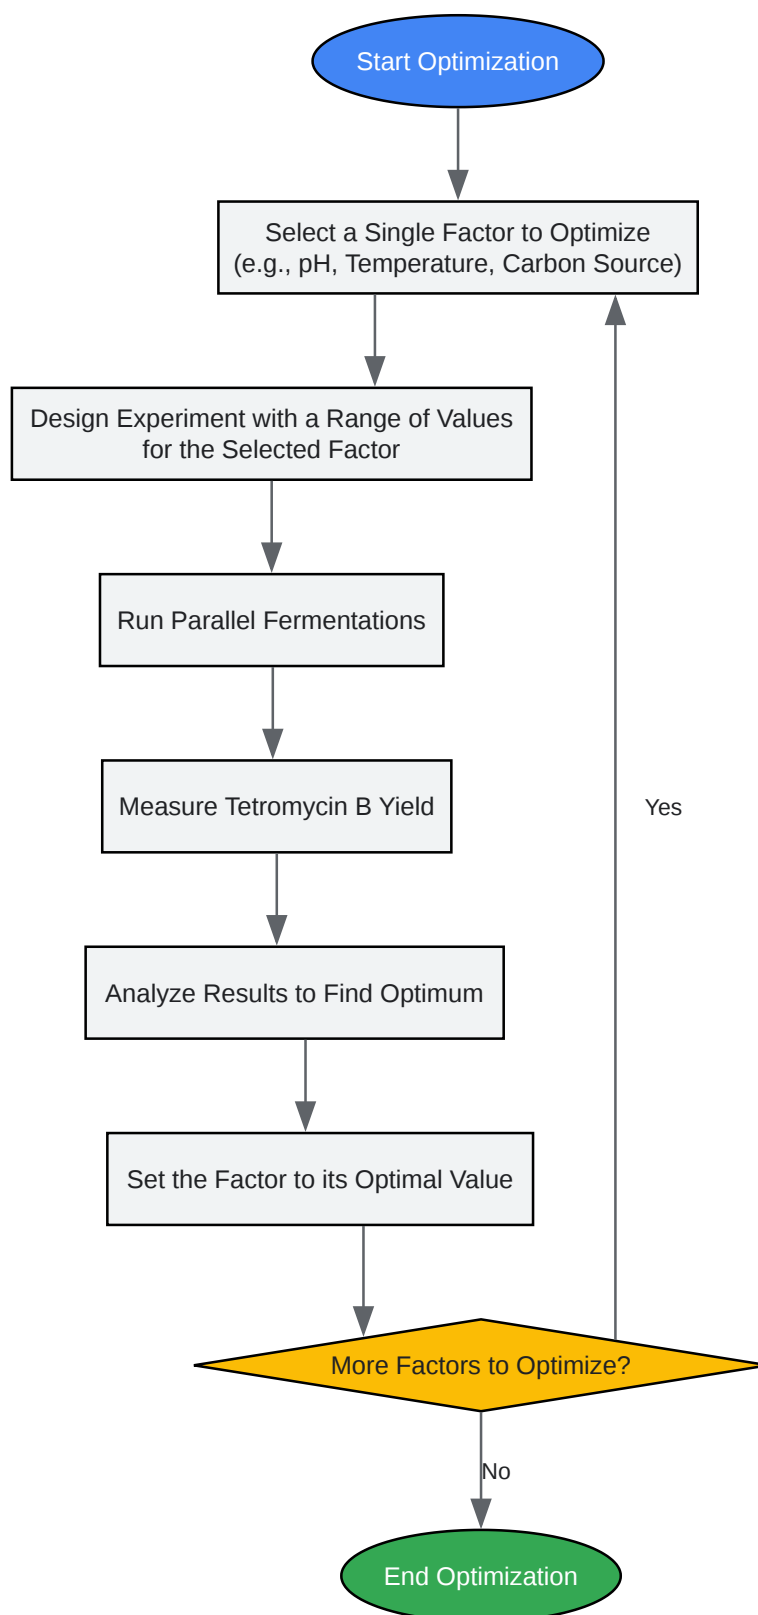 Start Optimization
Select a Single Factor to Optimize
(e.g., pH, Temperature, Carbon Source)
Design Experiment with a Range of Values
for the Selected Factor
Run Parallel Fermentations
Measure Tetromycin B Yield
Yes
Analyze Results to Find Optimum
Set the Factor to its Optimal Value
More Factors to Optimize?
No
End Optimization